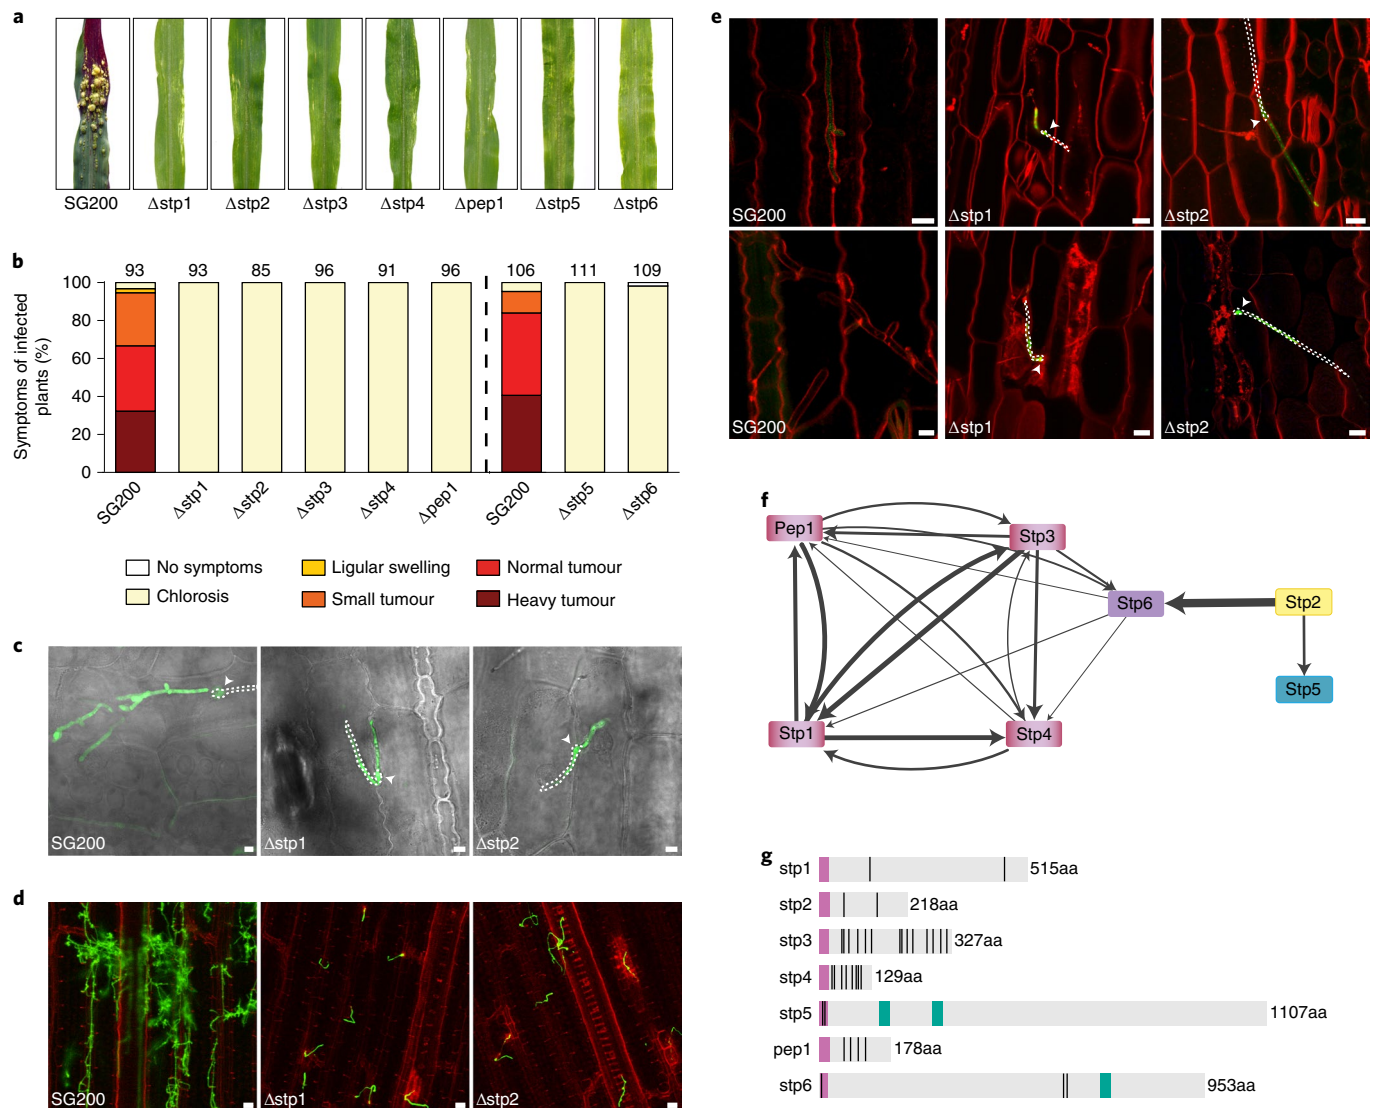 a
SG200 Δstp1 Δstp2 Δstp3 Δstp4 Δpep1 Δstp5 Δstp6
b
93 93 85 96 91 96 106 111 109
Symptoms of infected
plants (%)
100
80
60
40
20
0
SG200 Δstp1 Δstp2 Δstp3 Δstp4 Δpep1 SG200 Δstp5 Δstp6
No symptoms Ligular swelling Normal tumour
Chlorosis Small tumour Heavy tumour
c
SG200 Δstp1 Δstp2
d
SG200 Δstp1 Δstp2
e
SG200 Δstp1 Δstp2
SG200 Δstp1 Δstp2
f
Pep1
Stp3
Stp6
Stp2
Stp5
Stp1
Stp4
g
stp1 515aa
stp2 218aa
stp3 327aa
stp4 129aa
stp5 1107aa
pep1 178aa
stp6 953aa